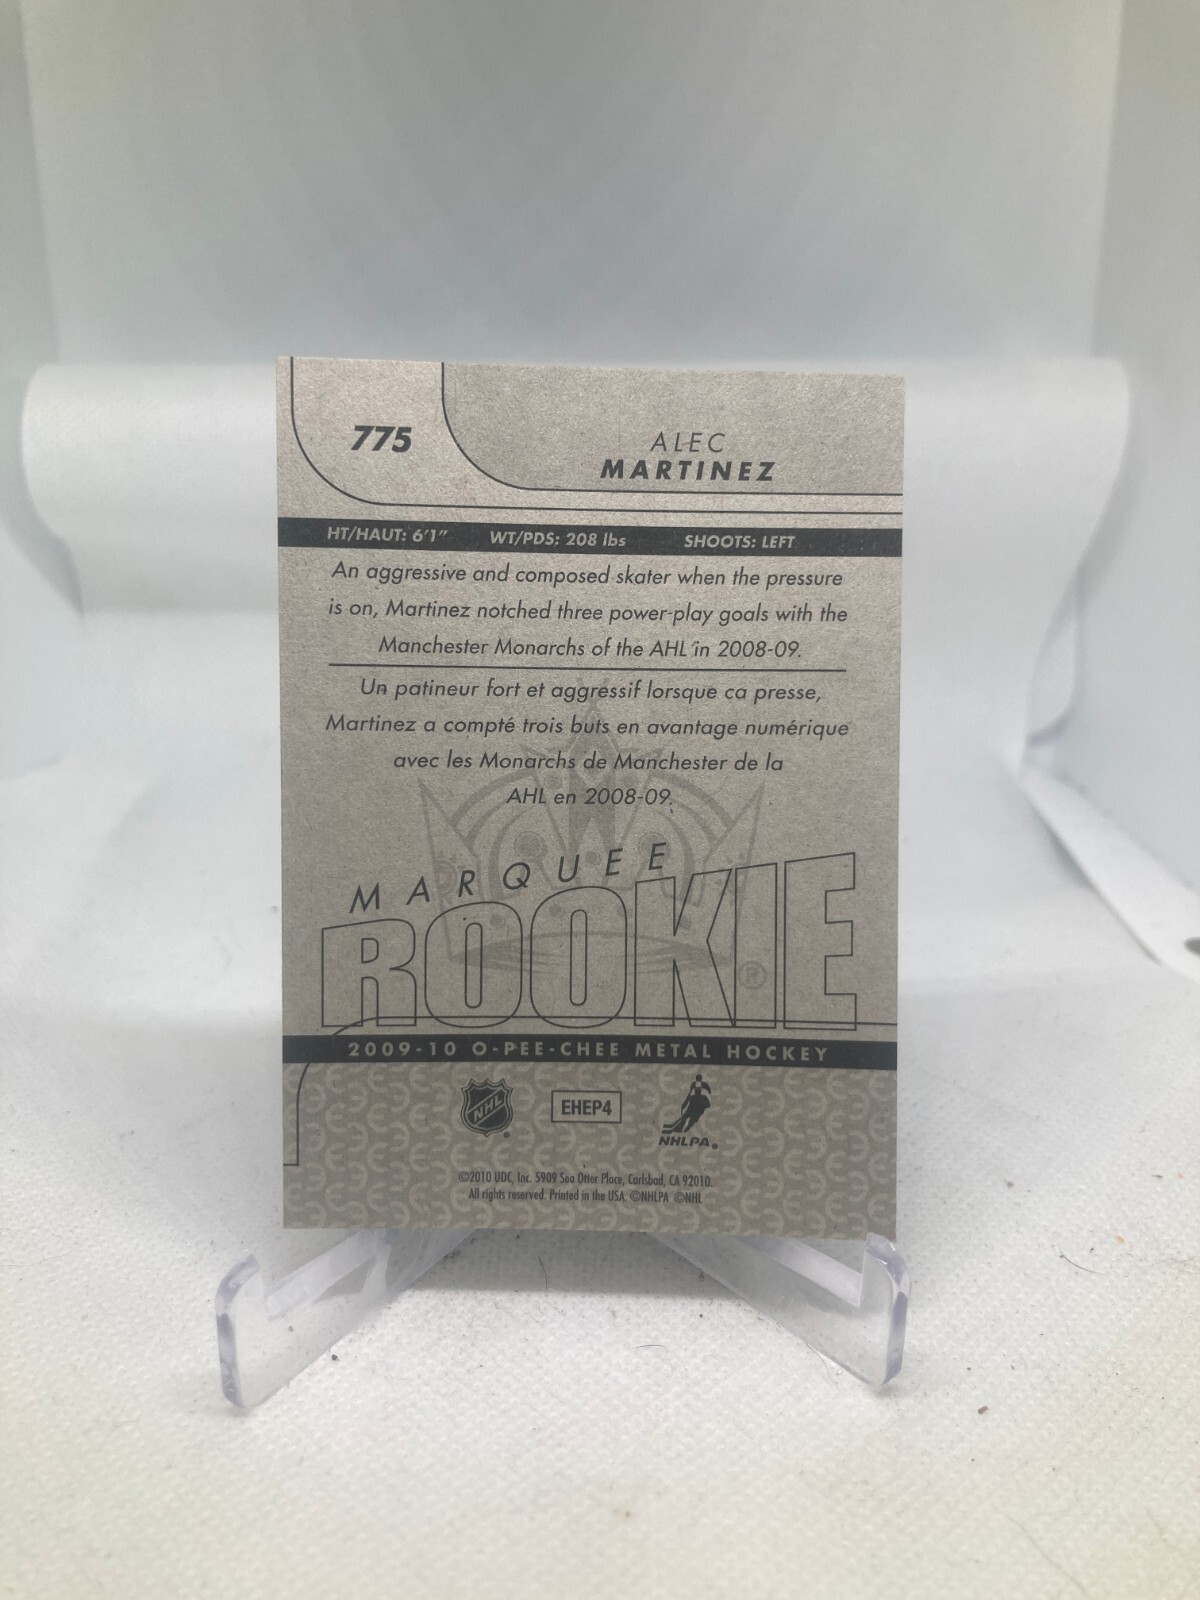 775
ALEC
MARTINEZ
HT/HAUT: 6'1" WT/PDS: 208 lbs SHOOTS: LEFT
An aggressive and composed skater when the pressure
is on, Martinez notched three power-play goals with the
Manchester Monarchs of the AHL in 2008-09.
Un patineur fort et aggressif lorsque ca presse,
Martinez a compté trois buts en avantage numérique
avec les Monarchs de Manchester de la
AHL en 2008-09.
MARQUEE
ROOKIE
®
2009-10 O-PEE-CHEE METAL HOCKEY
NHL ®
EHEP4
NHLPA®
©2010 UDC, Inc. 5909 Sea Otter Place, Carlsbad, CA 92010.
All rights reserved. Printed in the USA. ©NHLPA ©NHL